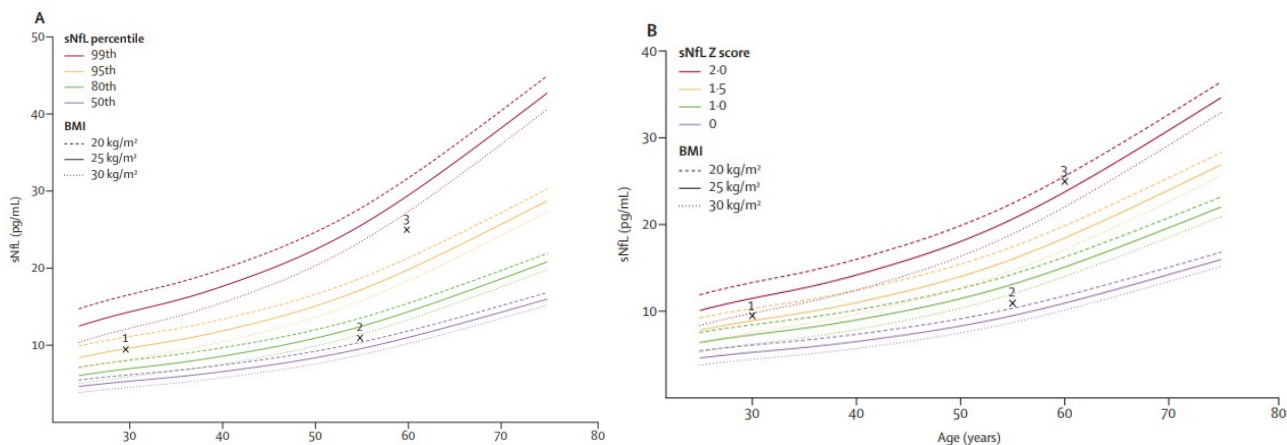 A
sNfL percentile
99th
95th
80th
50th
BMI
20 kg/m²
25 kg/m²
30 kg/m²
sNfL (pg/mL)
50
40
30
20
10
30
40
50
60
70
80
1
2
3
B
sNfL Z score
2·0
1·5
1·0
0
BMI
20 kg/m²
25 kg/m²
30 kg/m²
sNfL (pg/mL)
40
30
20
10
30
40
50
60
70
80
Age (years)
1
2
3